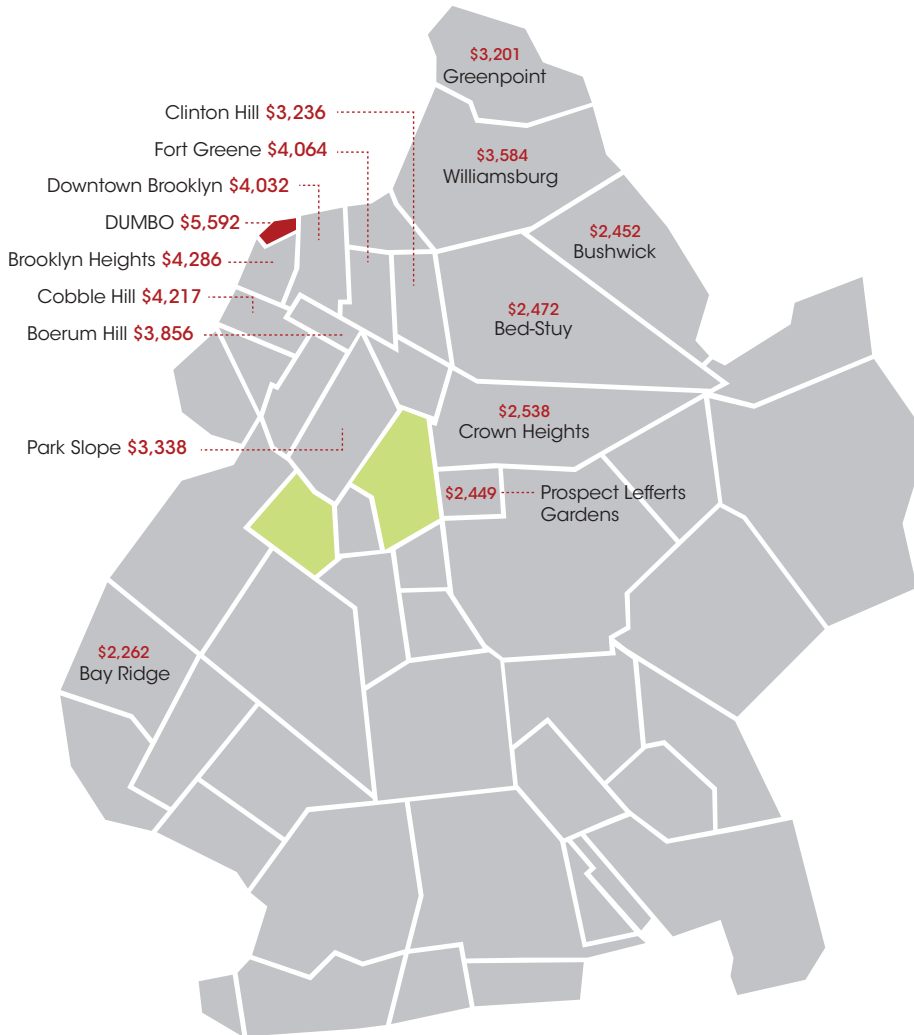 $3,201
Greenpoint
Clinton Hill $3,236
Fort Greene $4,064
$3,584
Williamsburg
Downtown Brooklyn $4,032
DUMBO $5,592
$2,452
Bushwick
Brooklyn Heights $4,286
Cobble Hill $4,217
$2,472
Bed-Stuy
Boerum Hill $3,856
$2,538
Crown Heights
Park Slope $3,338
$2,449
Prospect Lefferts
Gardens
$2,262
Bay Ridge